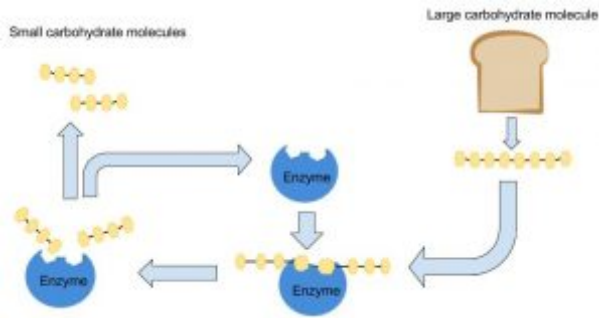 Large carbohydrate molecule
Small carbohydrate molecules
Enzyme
Enzyme
Enzyme